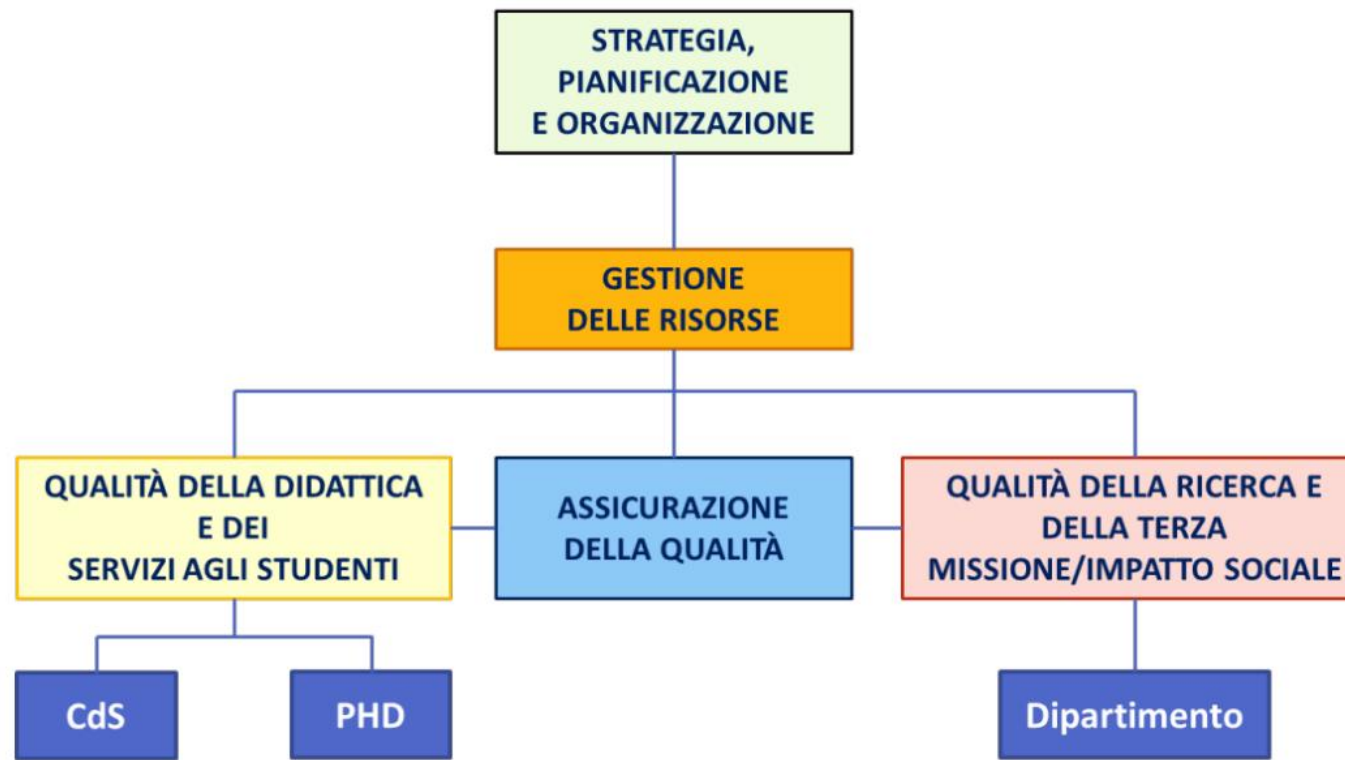 STRATEGIA,
PIANIFICAZIONE
E ORGANIZZAZIONE
GESTIONE
DELLE RISORSE
QUALITÀ DELLA DIDATTICA
E DEI
SERVIZI AGLI STUDENTI
ASSICURAZIONE
DELLA QUALITÀ
QUALITÀ DELLA RICERCA E
DELLA TERZA
MISSIONE/IMPATTO SOCIALE
CdS
PHD
Dipartimento